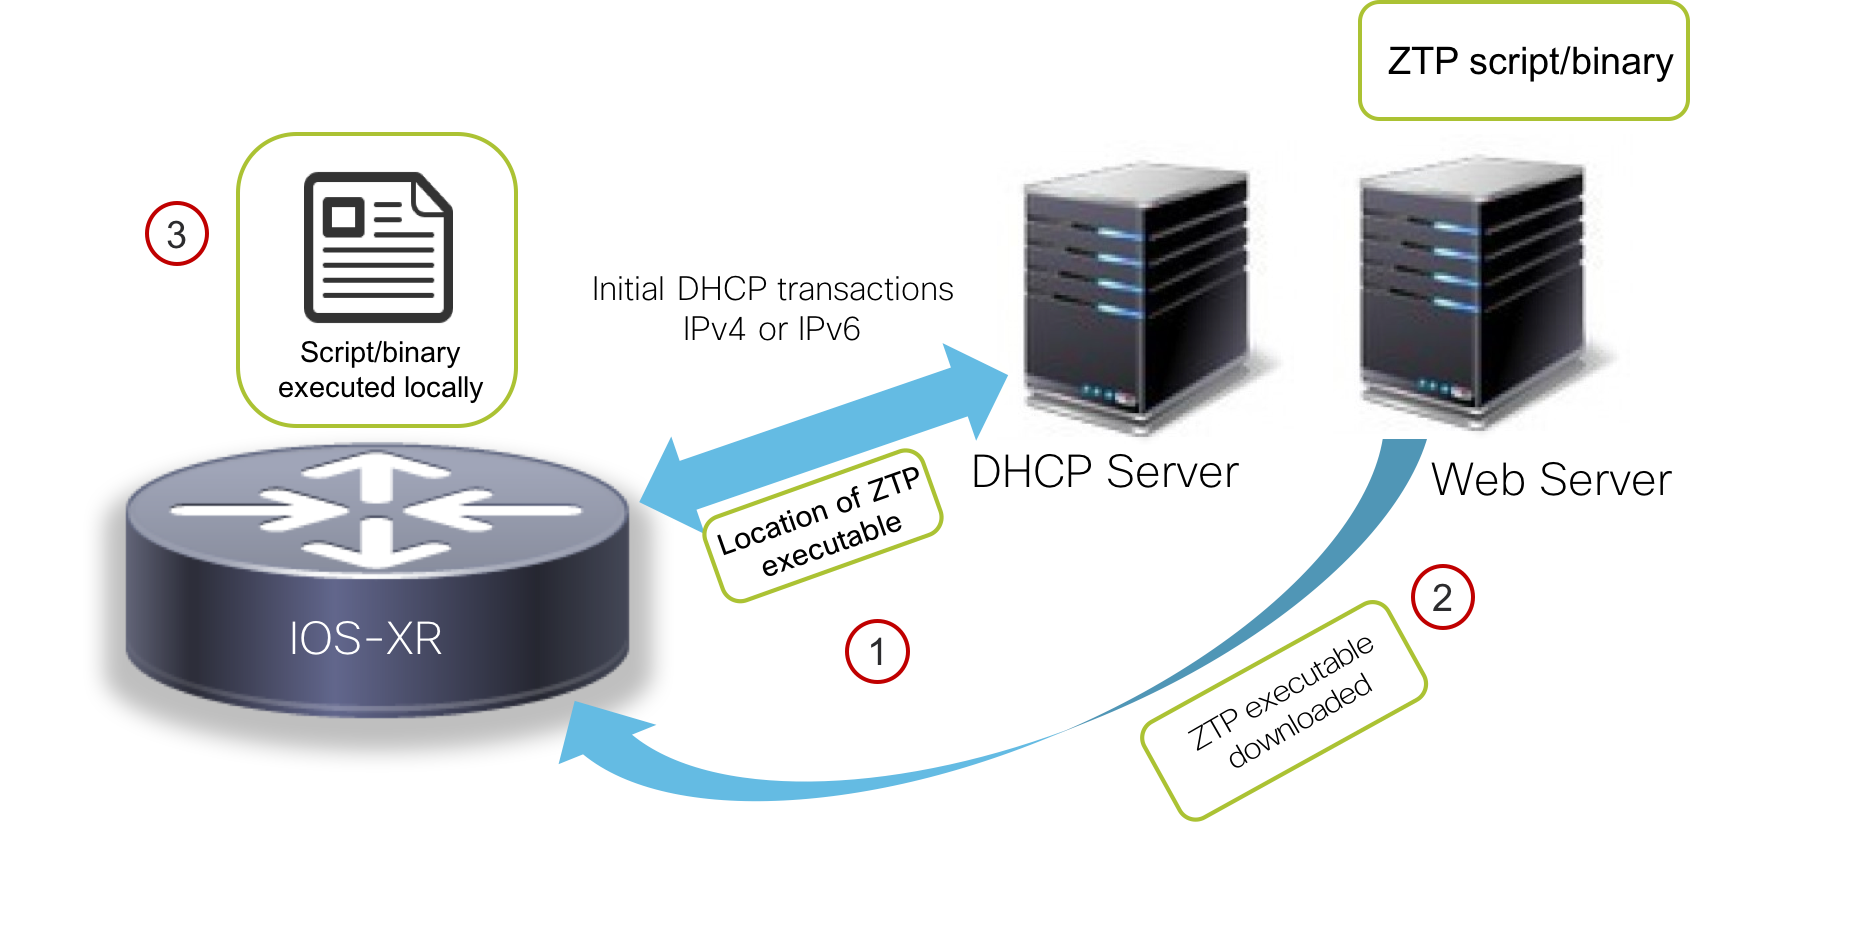 ZTP script/binary
3
Script/binary
executed locally
Initial DHCP transactions
IPv4 or IPv6
Location of ZTP
executable
DHCP Server
Web Server
IOS-XR
1
2
ZTP executable
downloaded